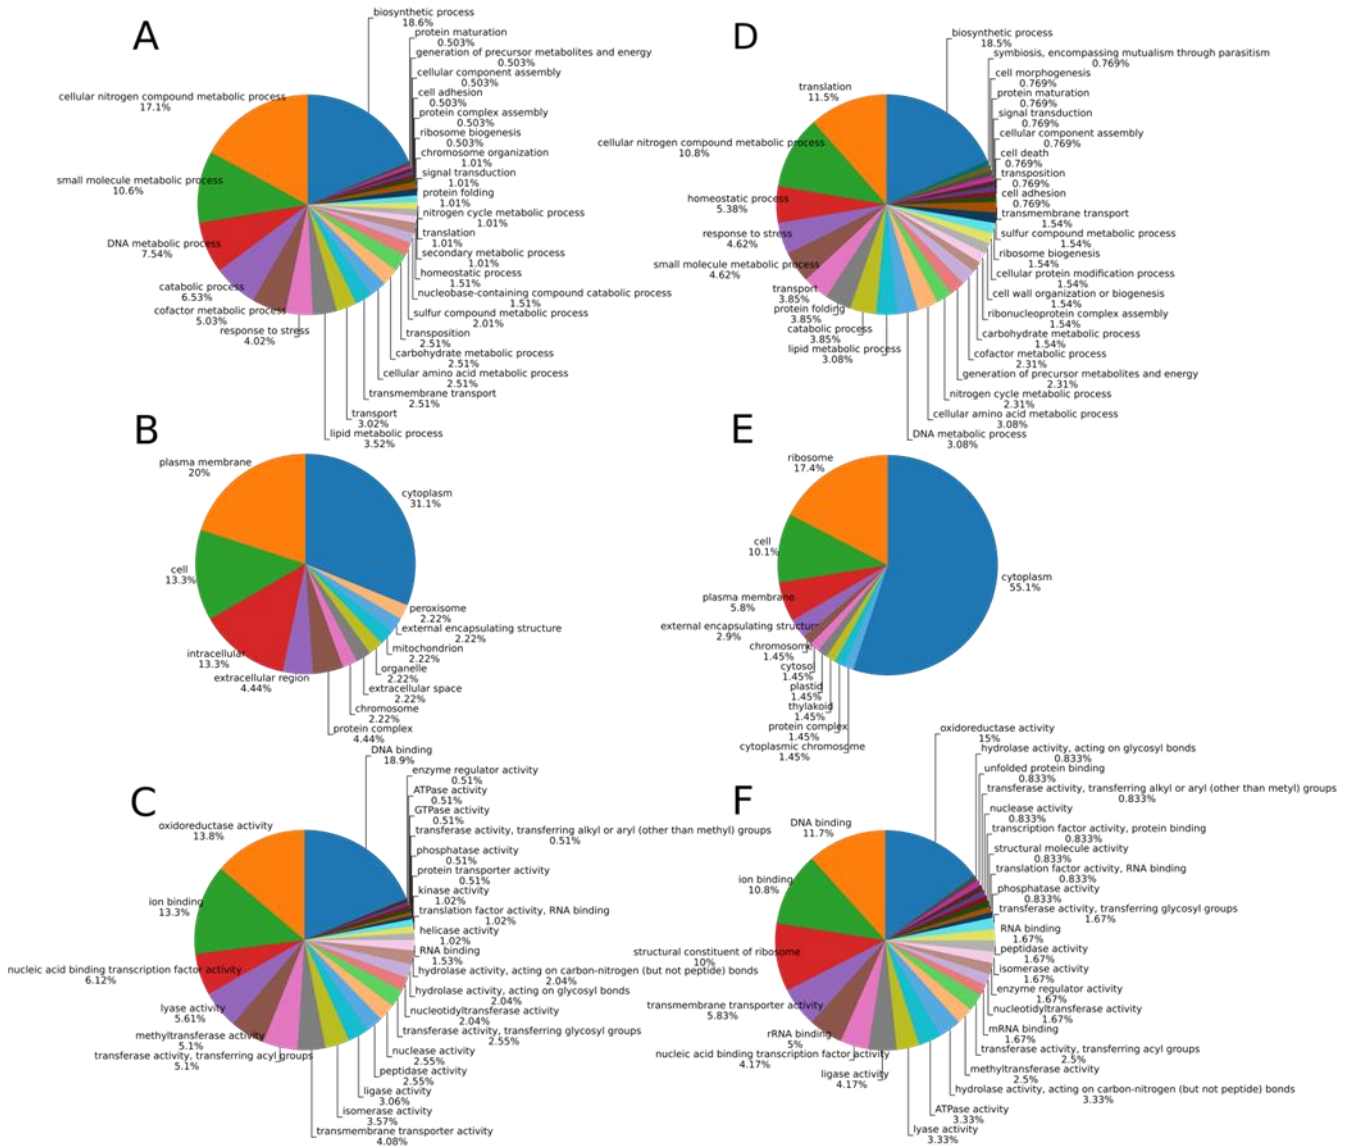 A
biosynthetic process
18.6%
protein maturation
0.503%
generation of precursor metabolites and energy
0.503%
cellular component assembly
0.503%
cell adhesion
0.503%
protein complex assembly
0.503%
ribosome biogenesis
0.503%
chromosome organization
1.01%
signal transduction
1.01%
protein folding
1.01%
nitrogen cycle metabolic process
1.01%
translation
1.01%
secondary metabolic process
1.01%
homeostatic process
1.51%
nucleobase-containing compound catabolic process
1.51%
sulfur compound metabolic process
2.01%
transposition
2.51%
carbohydrate metabolic process
2.51%
cellular amino acid metabolic process
2.51%
transmembrane transport
2.51%
transport
3.02%
lipid metabolic process
3.52%
cellular nitrogen compound metabolic process
17.1%
small molecule metabolic process
10.6%
DNA metabolic process
7.54%
catabolic process
6.53%
cofactor metabolic process
5.03%
response to stress
4.02%
D
biosynthetic process
18.5%
symbiosis, encompassing mutualism through parasitism
0.769%
cell morphogenesis
0.769%
protein maturation
0.769%
signal transduction
0.769%
cellular component assembly
0.769%
cell death
0.769%
transposition
0.769%
cell adhesion
0.769%
transmembrane transport
1.54%
sulfur compound metabolic process
1.54%
ribosome biogenesis
1.54%
cellular protein modification process
1.54%
cell wall organization or biogenesis
1.54%
ribonucleoprotein complex assembly
1.54%
carbohydrate metabolic process
1.54%
cofactor metabolic process
2.31%
generation of precursor metabolites and energy
2.31%
nitrogen cycle metabolic process
2.31%
cellular amino acid metabolic process
3.08%
DNA metabolic process
3.08%
translation
11.5%
cellular nitrogen compound metabolic process
10.8%
homeostatic process
5.38%
response to stress
4.62%
small molecule metabolic process
4.62%
transport
3.85%
protein folding
3.85%
catabolic process
3.85%
lipid metabolic process
3.08%
B
plasma membrane
20%
cytoplasm
31.1%
cell
13.3%
intracellular
13.3%
extracellular region
4.44%
peroxisome
2.22%
external encapsulating structure
2.22%
mitochondrion
2.22%
organelle
2.22%
extracellular space
2.22%
chromosome
2.22%
protein complex
4.44%
E
ribosome
17.4%
cell
10.1%
cytoplasm
55.1%
plasma membrane
5.8%
external encapsulating structure
2.9%
chromosome
1.45%
cytosol
1.45%
plastid
1.45%
thylakoid
1.45%
protein complex
1.45%
cytoplasmic chromosome
1.45%
C
DNA binding
18.9%
enzyme regulator activity
0.51%
ATPase activity
0.51%
GTPase activity
0.51%
transferase activity, transferring alkyl or aryl (other than methyl) groups
0.51%
phosphatase activity
0.51%
protein transporter activity
0.51%
kinase activity
1.02%
translation factor activity, RNA binding
1.02%
helicase activity
1.02%
RNA binding
1.53%
hydrolase activity, acting on carbon-nitrogen (but not peptide) bonds
2.04%
hydrolase activity, acting on glycosyl bonds
2.04%
nucleotidyltransferase activity
2.04%
transferase activity, transferring glycosyl groups
2.55%
nuclease activity
2.55%
peptidase activity
2.55%
ligase activity
3.06%
isomerase activity
3.57%
transmembrane transporter activity
4.08%
oxidoreductase activity
13.8%
ion binding
13.3%
nucleic acid binding transcription factor activity
6.12%
lyase activity
5.61%
methyltransferase activity
5.1%
transferase activity, transferring acyl groups
5.1%
F
oxidoreductase activity
15%
hydrolase activity, acting on glycosyl bonds
0.833%
unfolded protein binding
0.833%
transferase activity, transferring alkyl or aryl (other than metyl) groups
0.833%
nuclease activity
0.833%
transcription factor activity, protein binding
0.833%
structural molecule activity
0.833%
translation factor activity, RNA binding
0.833%
phosphatase activity
0.833%
transferase activity, transferring glycosyl groups
1.67%
RNA binding
1.67%
peptidase activity
1.67%
isomerase activity
1.67%
enzyme regulator activity
1.67%
nucleotidyltransferase activity
1.67%
mRNA binding
1.67%
transferase activity, transferring acyl groups
2.5%
methyltransferase activity
2.5%
hydrolase activity, acting on carbon-nitrogen (but not peptide) bonds
3.33%
ATPase activity
3.33%
lyase activity
3.33%
DNA binding
11.7%
ion binding
10.8%
structural constituent of ribosome
10%
transmembrane transporter activity
5.83%
rRNA binding
5%
nucleic acid binding transcription factor activity
4.17%
ligase activity
4.17%